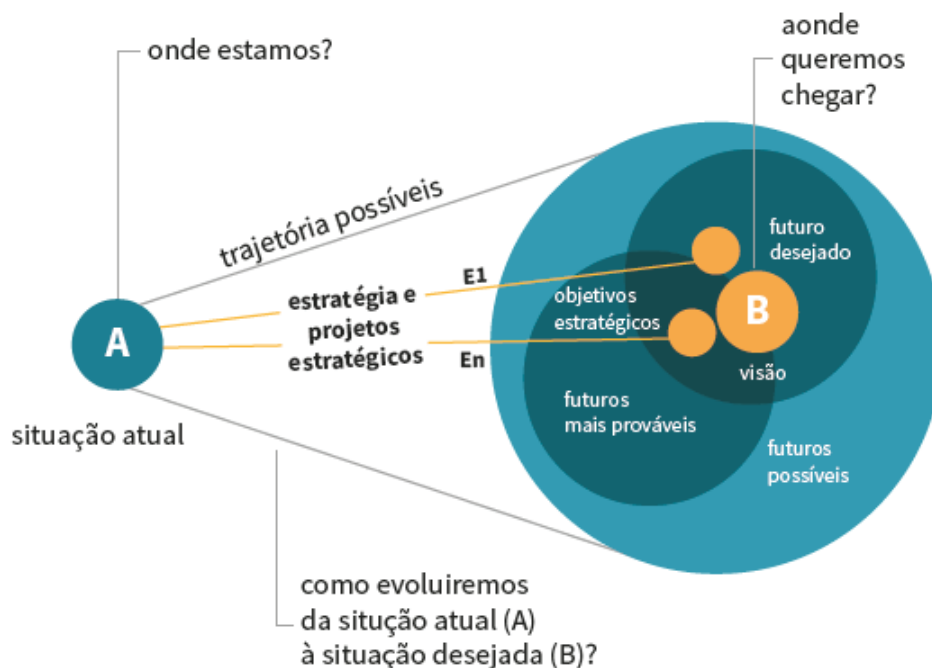 onde estamos?
aonde
queremos
chegar?
trajetória possíveis
futuro
desejado
E1
estratégia e
projetos
estratégicos
objetivos
estratégicos
A
B
En
visão
situação atual
futuros
mais prováveis
futuros
possíveis
como evoluiremos
da situção atual (A)
à situação desejada (B)?